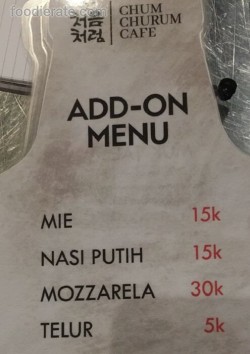 foodierate.com
처음 CHUM
처럼 CHURUM
CAFE
ADD-ON
MENU
MIE 15k
NASI PUTIH 15k
MOZZARELA 30k
TELUR 5k